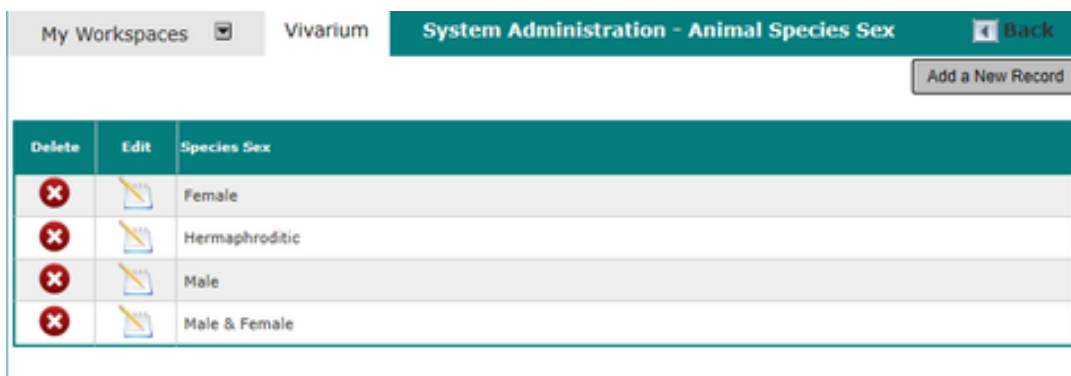 My Workspaces Vivarium System Administration - Animal Species Sex Back
Add a New Record
Delete Edit Species Sex
Female
Hermaphroditic
Male
Male & Female